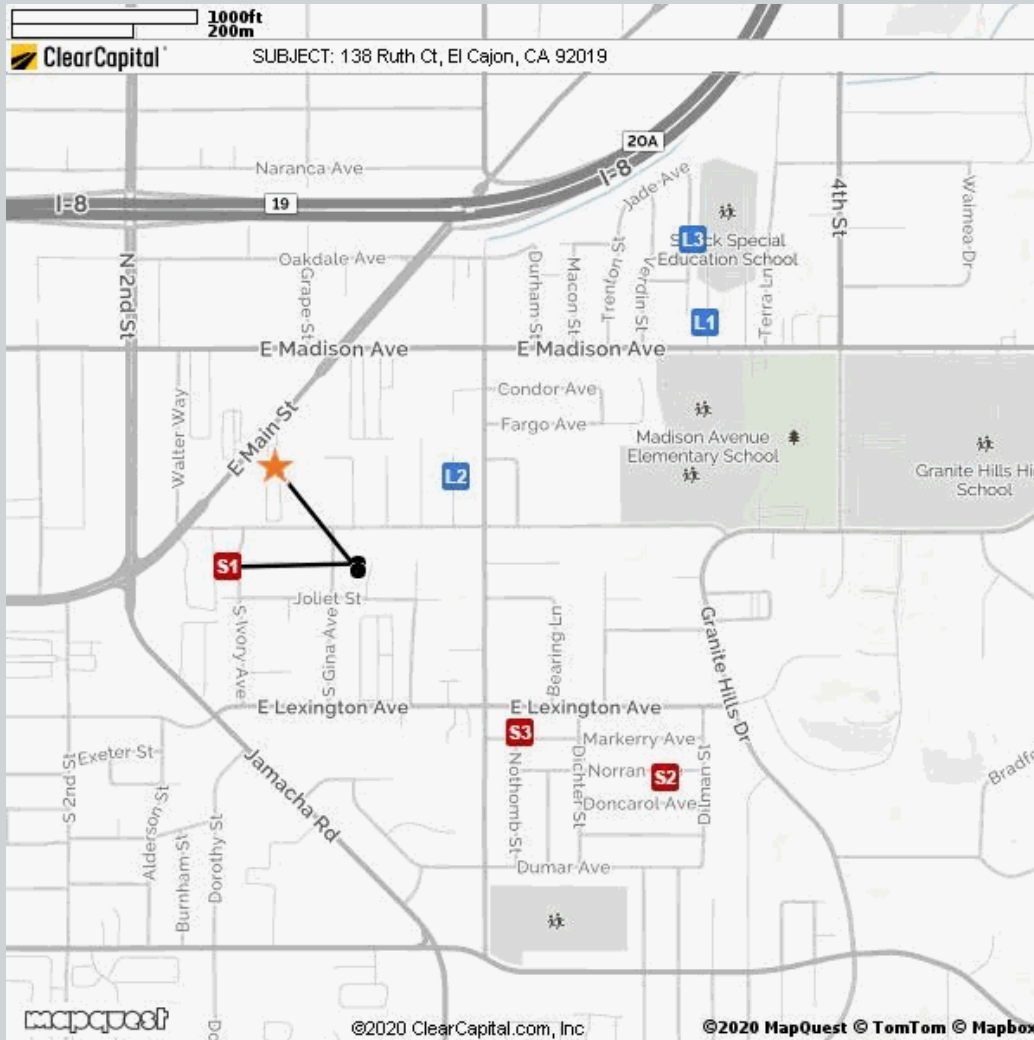 1000ft
200m
ClearCapital
SUBJECT: 138 Ruth Ct, El Cajon, CA 92019
20A
Naranca Ave
I-8
Jade Ave
I-8
19
4th St
Waimea Dr
L3
Special
Education School
N 2nd St
Oakdale Ave
Grape St
Durham St
Macon St
Trenton St
Verdin St
Terra Ln
L1
E Madison Ave
E Madison Ave
Walter Way
Condor Ave
E Main St
Fargo Ave
Madison Avenue
Elementary School
Granite Hills Hi
School
L2
S1
Joliet St
S Ivory Ave
S Gina Ave
Bearing Ln
Granite Hills Dr
E Lexington Ave
E Lexington Ave
S3
Markerry Ave
Exeter St
S 2nd St
Jamacha Rd
Nothomb St
Dichter St
Norran
S2
Dilman St
Bradfo
Doncarol Ave
Alderson St
Burnham St
Dorothy St
Dumar Ave
Do
mapquest
©2020 ClearCapital.com, Inc
©2020 MapQuest © TomTom © Mapbox